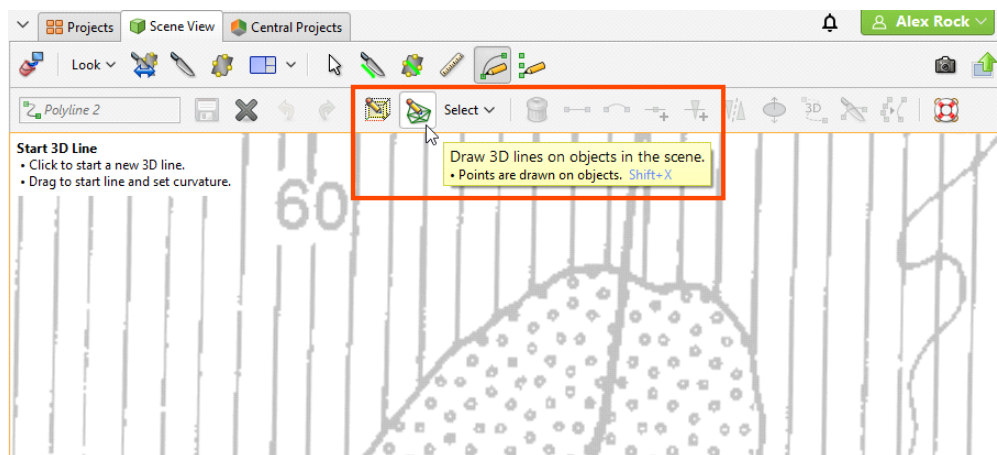 Projects Scene View Central Projects Alex Rock
Look
Polyline 2 Select 3D
Start 3D Line
• Click to start a new 3D line.
• Drag to start line and set curvature.
Draw 3D lines on objects in the scene.
• Points are drawn on objects. Shift+X
60